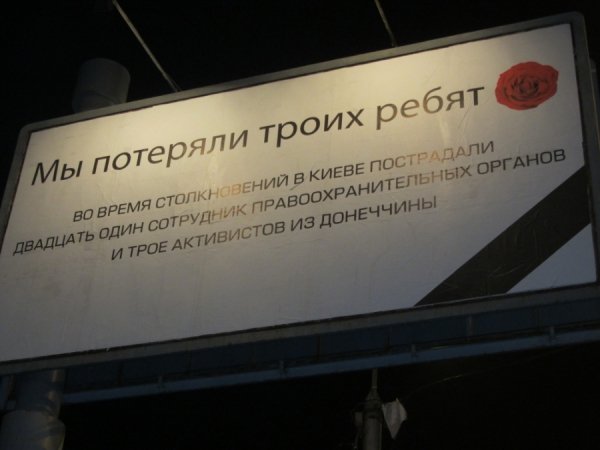 Мы потеряли троих ребят
ВО ВРЕМЯ СТОЛКНОВЕНИЙ В КИЕВЕ ПОСТРАДАЛИ
ДВАДЦАТЬ ОДИН СОТРУДНИК ПРАВООХРАНИТЕЛЬНЫХ ОРГАНОВ
И ТРОЕ АКТИВИСТОВ ИЗ ДОНЕЧЧИНЫ